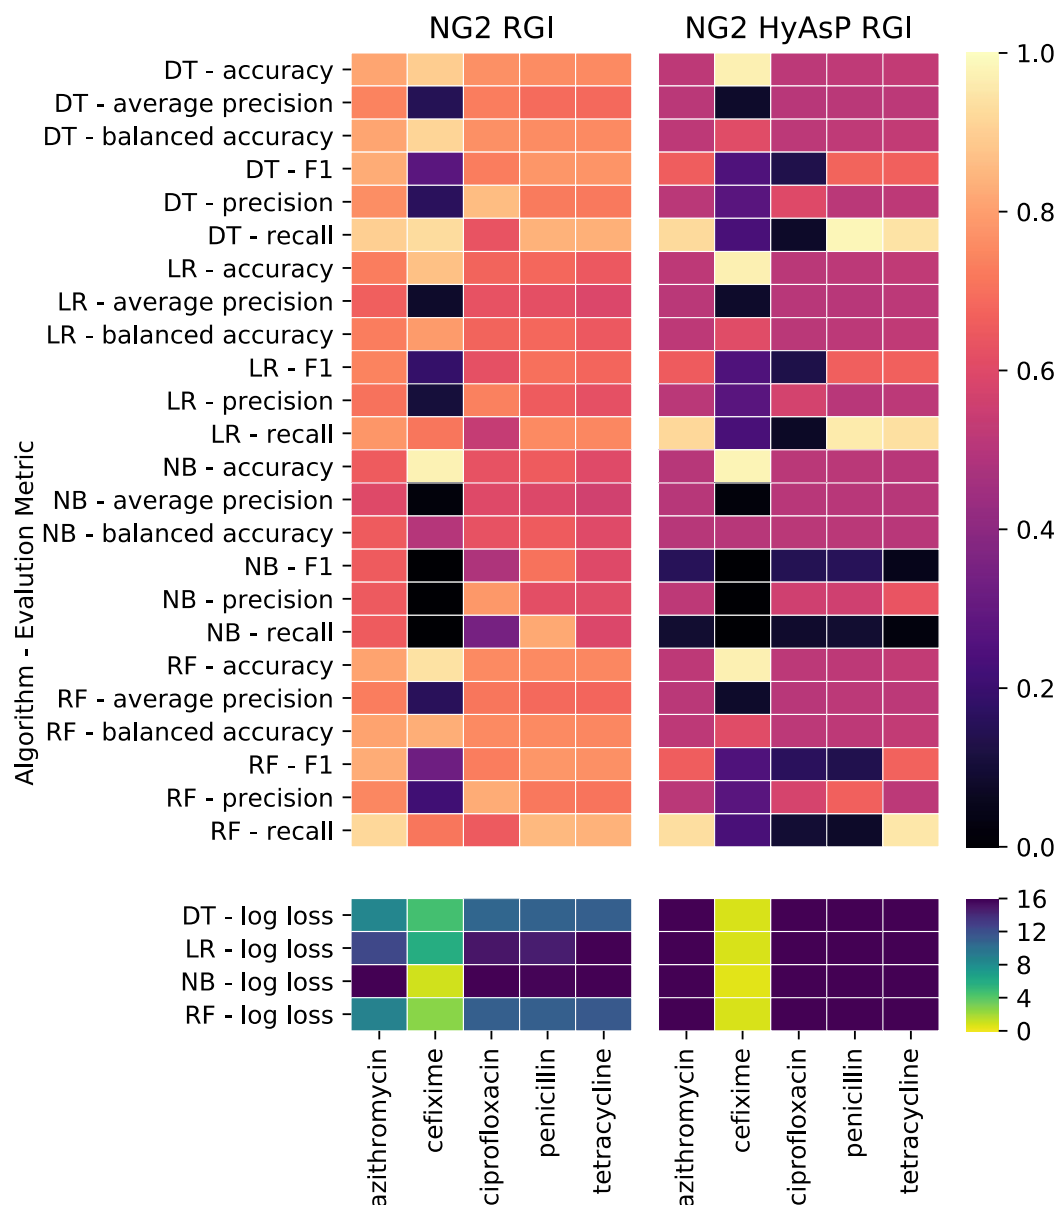 NG2 RGI
NG2 HyAsP RGI
Algorithm - Evalution Metric
DT - accuracy
DT - average precision
DT - balanced accuracy
DT - F1
DT - precision
DT - recall
LR - accuracy
LR - average precision
LR - balanced accuracy
LR - F1
LR - precision
LR - recall
NB - accuracy
NB - average precision
NB - balanced accuracy
NB - F1
NB - precision
NB - recall
RF - accuracy
RF - average precision
RF - balanced accuracy
RF - F1
RF - precision
RF - recall
1.0
0.8
0.6
0.4
0.2
0.0
DT - log loss
LR - log loss
NB - log loss
RF - log loss
16
12
8
4
0
azithromycin
cefixime
ciprofloxacin
penicillin
tetracycline
azithromycin
cefixime
ciprofloxacin
penicillin
tetracycline